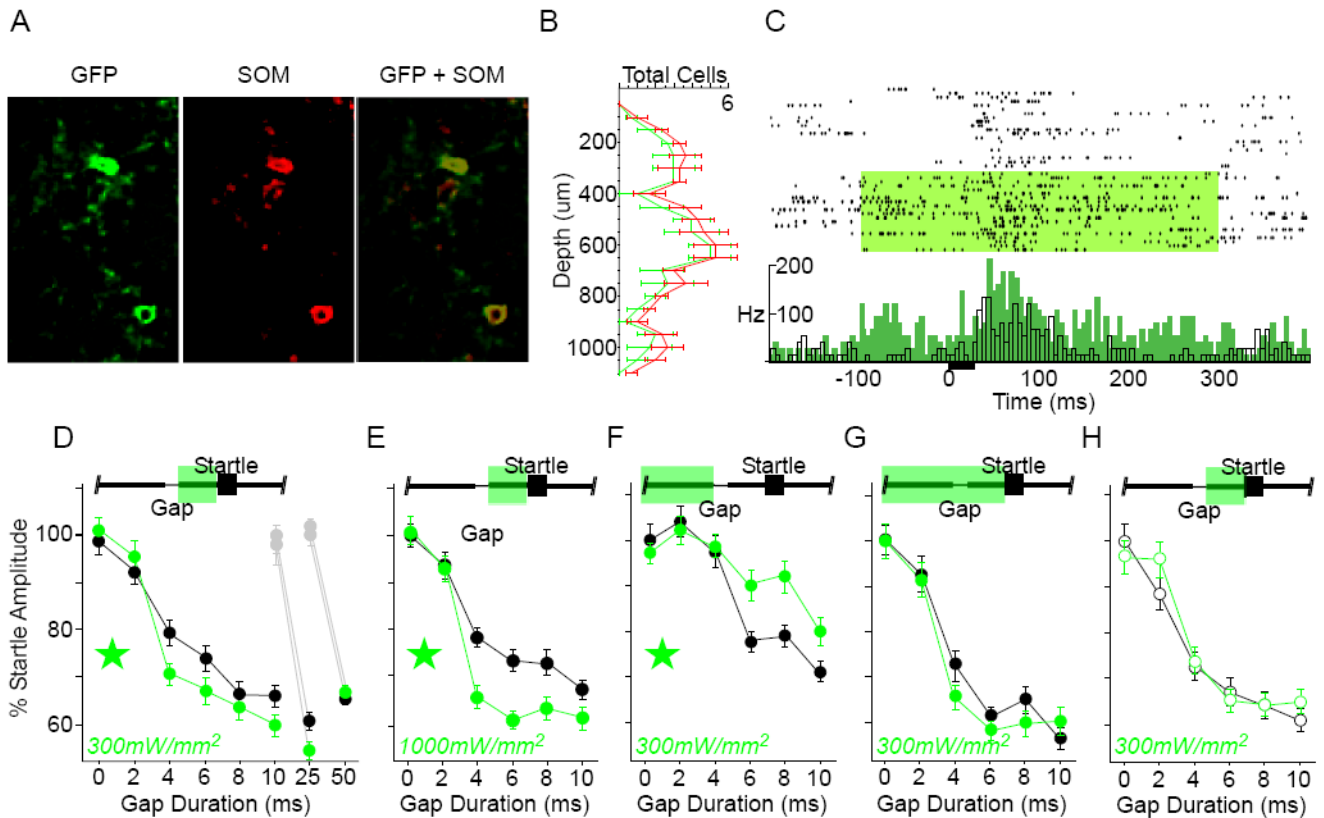 A
B
C
GFP
SOM
GFP + SOM
Total Cells
6
200
400
600
800
1000
Depth (um)
200
100
Hz
-100
0
100
200
300
Time (ms)
D
E
F
G
H
Startle
Gap
Startle
Gap
Startle
Gap
Startle
Gap
Startle
Gap
% Startle Amplitude
100
80
60
300mW/mm²
1000mW/mm²
300mW/mm²
300mW/mm²
300mW/mm²
0 2 4 6 8 10 25 50
0 2 4 6 8 10
0 2 4 6 8 10
0 2 4 6 8 10
0 2 4 6 8 10
Gap Duration (ms)
Gap Duration (ms)
Gap Duration (ms)
Gap Duration (ms)
Gap Duration (ms)